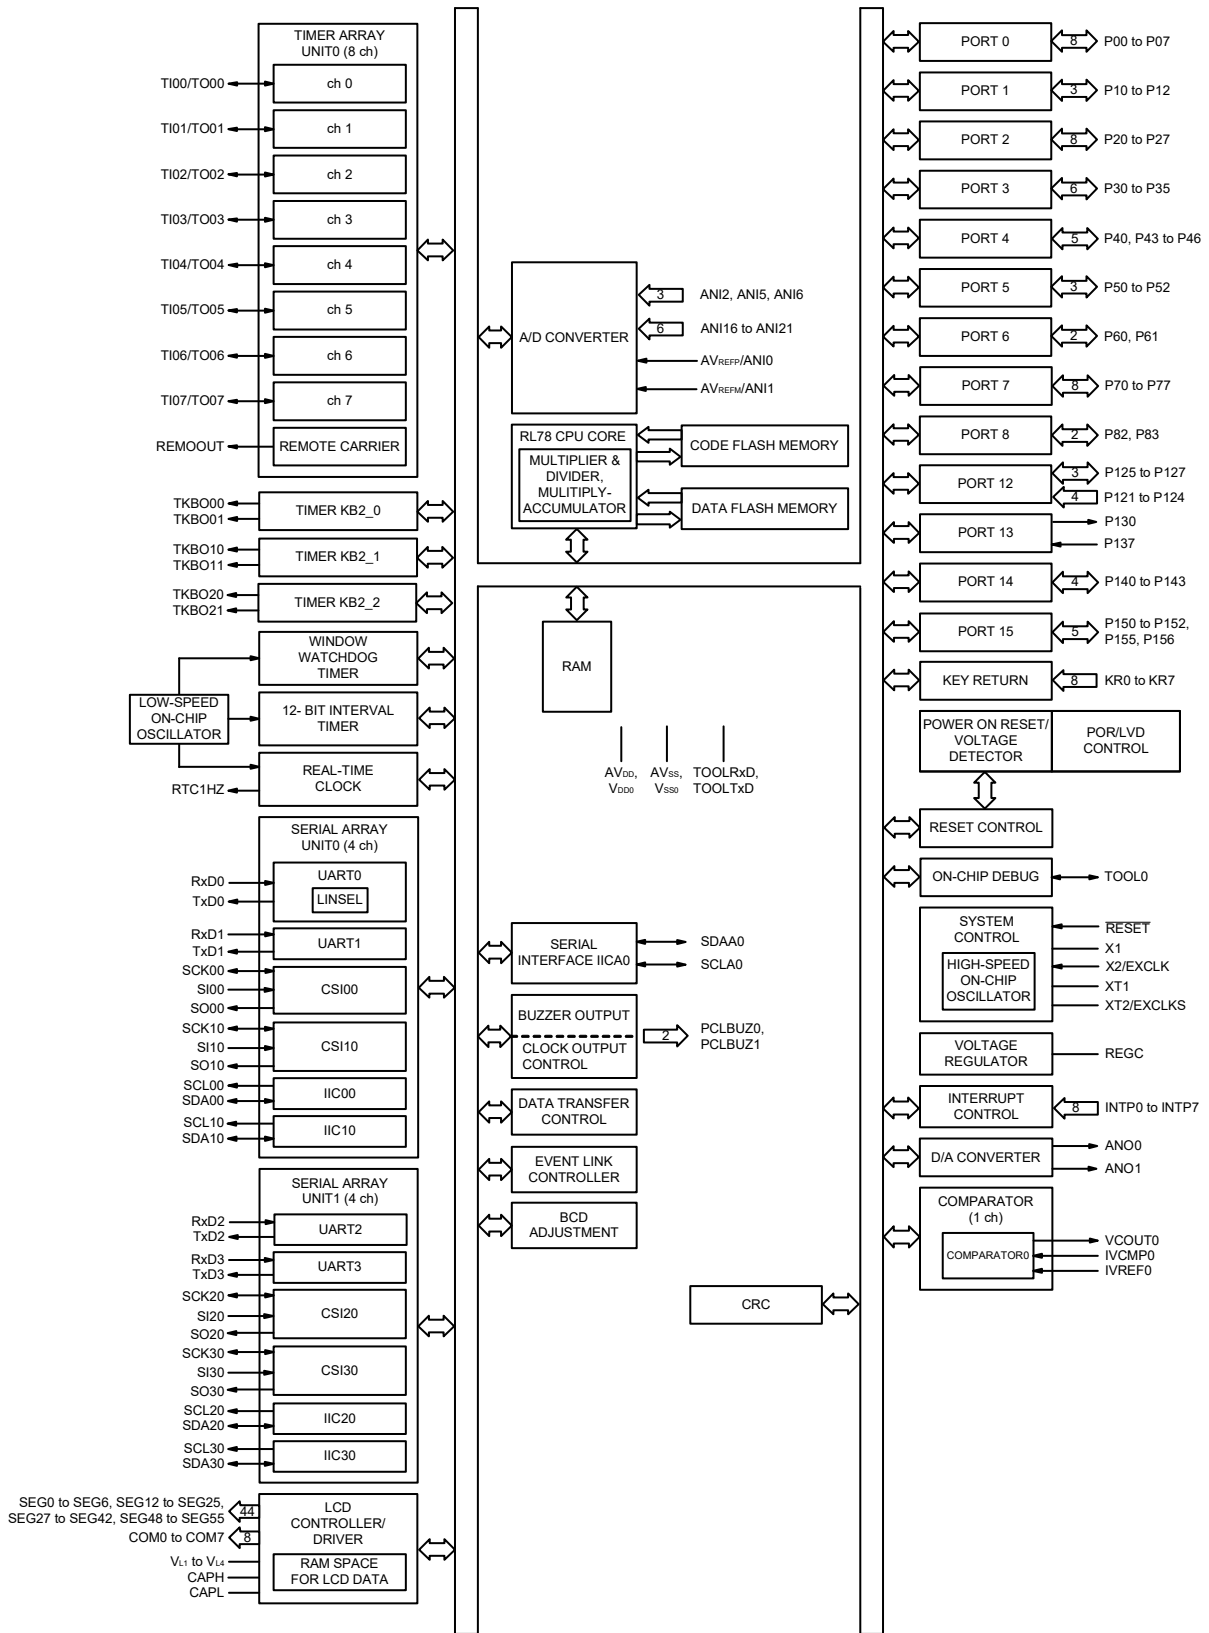 TIMER ARRAY
UNIT0 (8 ch)
TI00/TO00
ch 0
TI01/TO01
ch 1
TI02/TO02
ch 2
TI03/TO03
ch 3
TI04/TO04
ch 4
TI05/TO05
ch 5
TI06/TO06
ch 6
TI07/TO07
ch 7
REMOOUT
REMOTE CARRIER
TKBO00
TKBO01
TIMER KB2_0
TKBO10
TKBO11
TIMER KB2_1
TKBO20
TKBO21
TIMER KB2_2
WINDOW
WATCHDOG
TIMER
LOW-SPEED
ON-CHIP
OSCILLATOR
12- BIT INTERVAL
TIMER
RTC1HZ
REAL-TIME
CLOCK
SERIAL ARRAY
UNIT0 (4 ch)
RxD0
TxD0
UART0
LINSEL
RxD1
TxD1
UART1
SCK00
SI00
SO00
CSI00
SCK10
SI10
SO10
CSI10
SCL00
SDA00
IIC00
SCL10
SDA10
IIC10
SERIAL ARRAY
UNIT1 (4 ch)
RxD2
TxD2
UART2
RxD3
TxD3
UART3
SCK20
SI20
SO20
CSI20
SCK30
SI30
SO30
CSI30
SCL20
SDA20
IIC20
SCL30
SDA30
IIC30
SEG0 to SEG6, SEG12 to SEG25,
SEG27 to SEG42, SEG48 to SEG55
44
COM0 to COM7
8
VL1 to VL4
CAPH
CAPL
LCD
CONTROLLER/
DRIVER
RAM SPACE
FOR LCD DATA
A/D CONVERTER
3
ANI2, ANI5, ANI6
6
ANI16 to ANI21
AVREFP/ANI0
AVREFM/ANI1
RL78 CPU CORE
MULTIPLIER &
DIVIDER,
MULITIPLY-
ACCUMULATOR
CODE FLASH MEMORY
DATA FLASH MEMORY
RAM
AVDD,
VDD0
AVSS,
VSS0
TOOLRxD,
TOOLTxD
SERIAL
INTERFACE IICA0
SDAA0
SCLA0
BUZZER OUTPUT
CLOCK OUTPUT
CONTROL
2
PCLBUZ0,
PCLBUZ1
DATA TRANSFER
CONTROL
EVENT LINK
CONTROLLER
BCD
ADJUSTMENT
CRC
PORT 0
8
P00 to P07
PORT 1
3
P10 to P12
PORT 2
8
P20 to P27
PORT 3
6
P30 to P35
PORT 4
5
P40, P43 to P46
PORT 5
3
P50 to P52
PORT 6
2
P60, P61
PORT 7
8
P70 to P77
PORT 8
2
P82, P83
PORT 12
3
P125 to P127
4
P121 to P124
PORT 13
P130
P137
PORT 14
4
P140 to P143
PORT 15
5
P150 to P152,
P155, P156
KEY RETURN
8
KR0 to KR7
POWER ON RESET/
VOLTAGE
DETECTOR
POR/LVD
CONTROL
RESET CONTROL
ON-CHIP DEBUG
TOOL0
SYSTEM
CONTROL
HIGH-SPEED
ON-CHIP
OSCILLATOR
RESET
X1
X2/EXCLK
XT1
XT2/EXCLKS
VOLTAGE
REGULATOR
REGC
INTERRUPT
CONTROL
8
INTP0 to INTP7
D/A CONVERTER
ANO0
ANO1
COMPARATOR
(1 ch)
COMPARATOR0
VCOUT0
IVCMP0
IVREF0